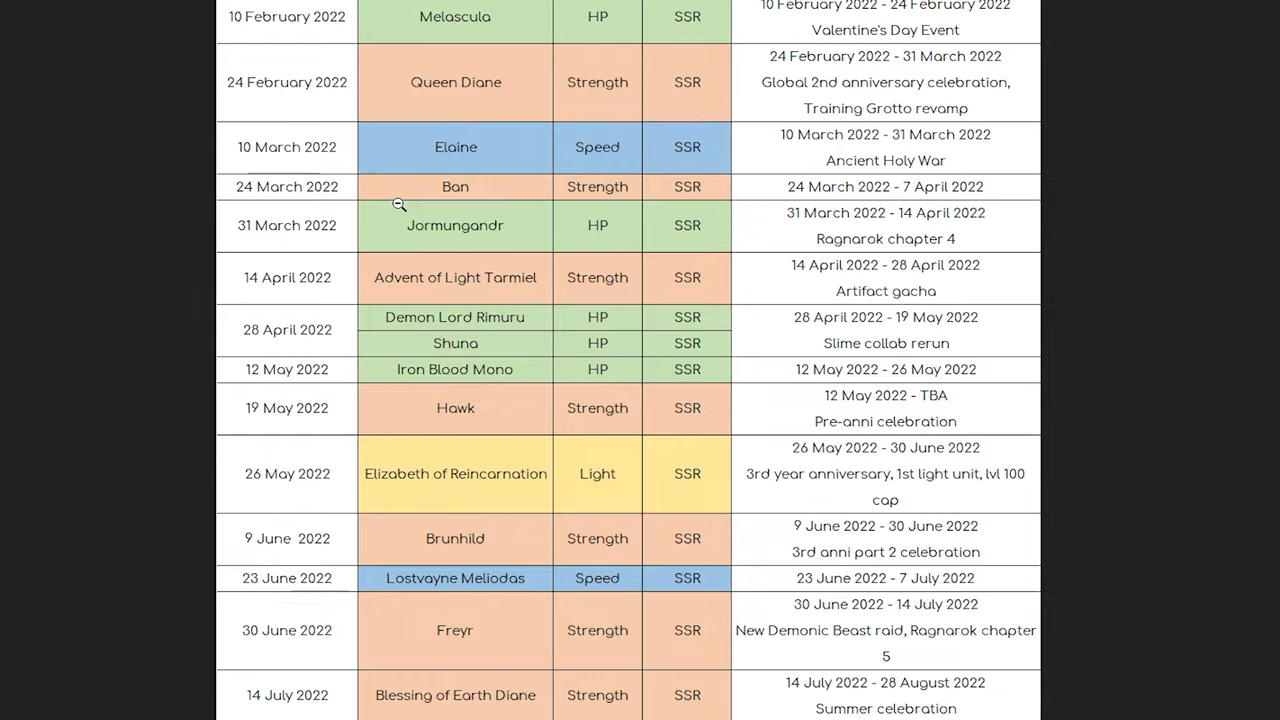 10 February 2022 Melascula HP SSR 10 February 2022 - 24 February 2022
Valentine's Day Event
24 February 2022 Queen Diane Strength SSR 24 February 2022 - 31 March 2022
Global 2nd anniversary celebration,
Training Grotto revamp
10 March 2022 Elaine Speed SSR 10 March 2022 - 31 March 2022
Ancient Holy War
24 March 2022 Ban Strength SSR 24 March 2022 - 7 April 2022
31 March 2022 Jormungandr HP SSR 31 March 2022 - 14 April 2022
Ragnarok chapter 4
14 April 2022 Advent of Light Tarmiel Strength SSR 14 April 2022 - 28 April 2022
Artifact gacha
28 April 2022 Demon Lord Rimuru HP SSR 28 April 2022 - 19 May 2022
Shuna HP SSR Slime collab rerun
12 May 2022 Iron Blood Mono HP SSR 12 May 2022 - 26 May 2022
19 May 2022 Hawk Strength SSR 12 May 2022 - TBA
Pre-anni celebration
26 May 2022 Elizabeth of Reincarnation Light SSR 26 May 2022 - 30 June 2022
3rd year anniversary, 1st light unit, lvl 100
cap
9 June 2022 Brunhild Strength SSR 9 June 2022 - 30 June 2022
3rd anni part 2 celebration
23 June 2022 Lostvayne Meliodas Speed SSR 23 June 2022 - 7 July 2022
30 June 2022 Freyr Strength SSR 30 June 2022 - 14 July 2022
New Demonic Beast raid, Ragnarok chapter
5
14 July 2022 Blessing of Earth Diane Strength SSR 14 July 2022 - 28 August 2022
Summer celebration